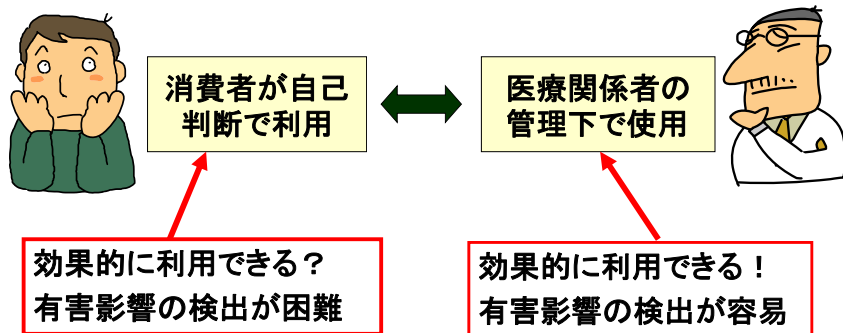 消費者が自己
判断で利用
医療関係者の
管理下で使用
効果的に利用できる？
有害影響の検出が困難
効果的に利用できる！
有害影響の検出が容易